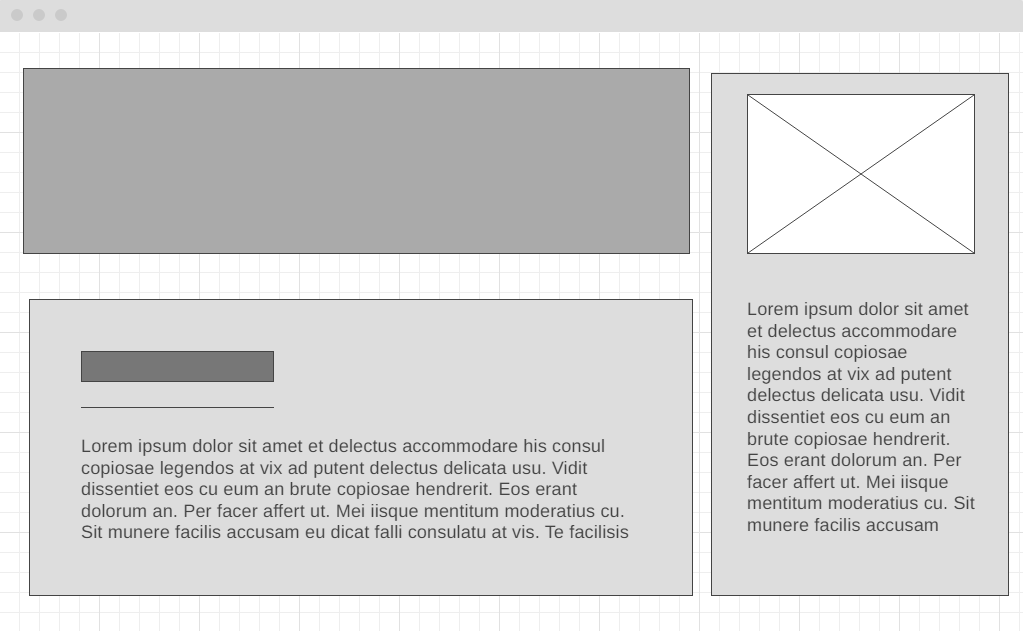 Lorem ipsum dolor sit amet et delectus accommodare his consul
copiosae legendos at vix ad putent delectus delicata usu. Vidit
dissentiet eos cu eum an brute copiosae hendrerit. Eos erant
dolorum an. Per facer affert ut. Mei iisque mentitum moderatius cu.
Sit munere facilis accusam eu dicat falli consulatu at vis. Te facilisis
Lorem ipsum dolor sit amet
et delectus accommodare
his consul copiosae
legendos at vix ad putent
delectus delicata usu. Vidit
dissentiet eos cu eum an
brute copiosae hendrerit.
Eos erant dolorum an. Per
facer affert ut. Mei iisque
mentitum moderatius cu. Sit
munere facilis accusam